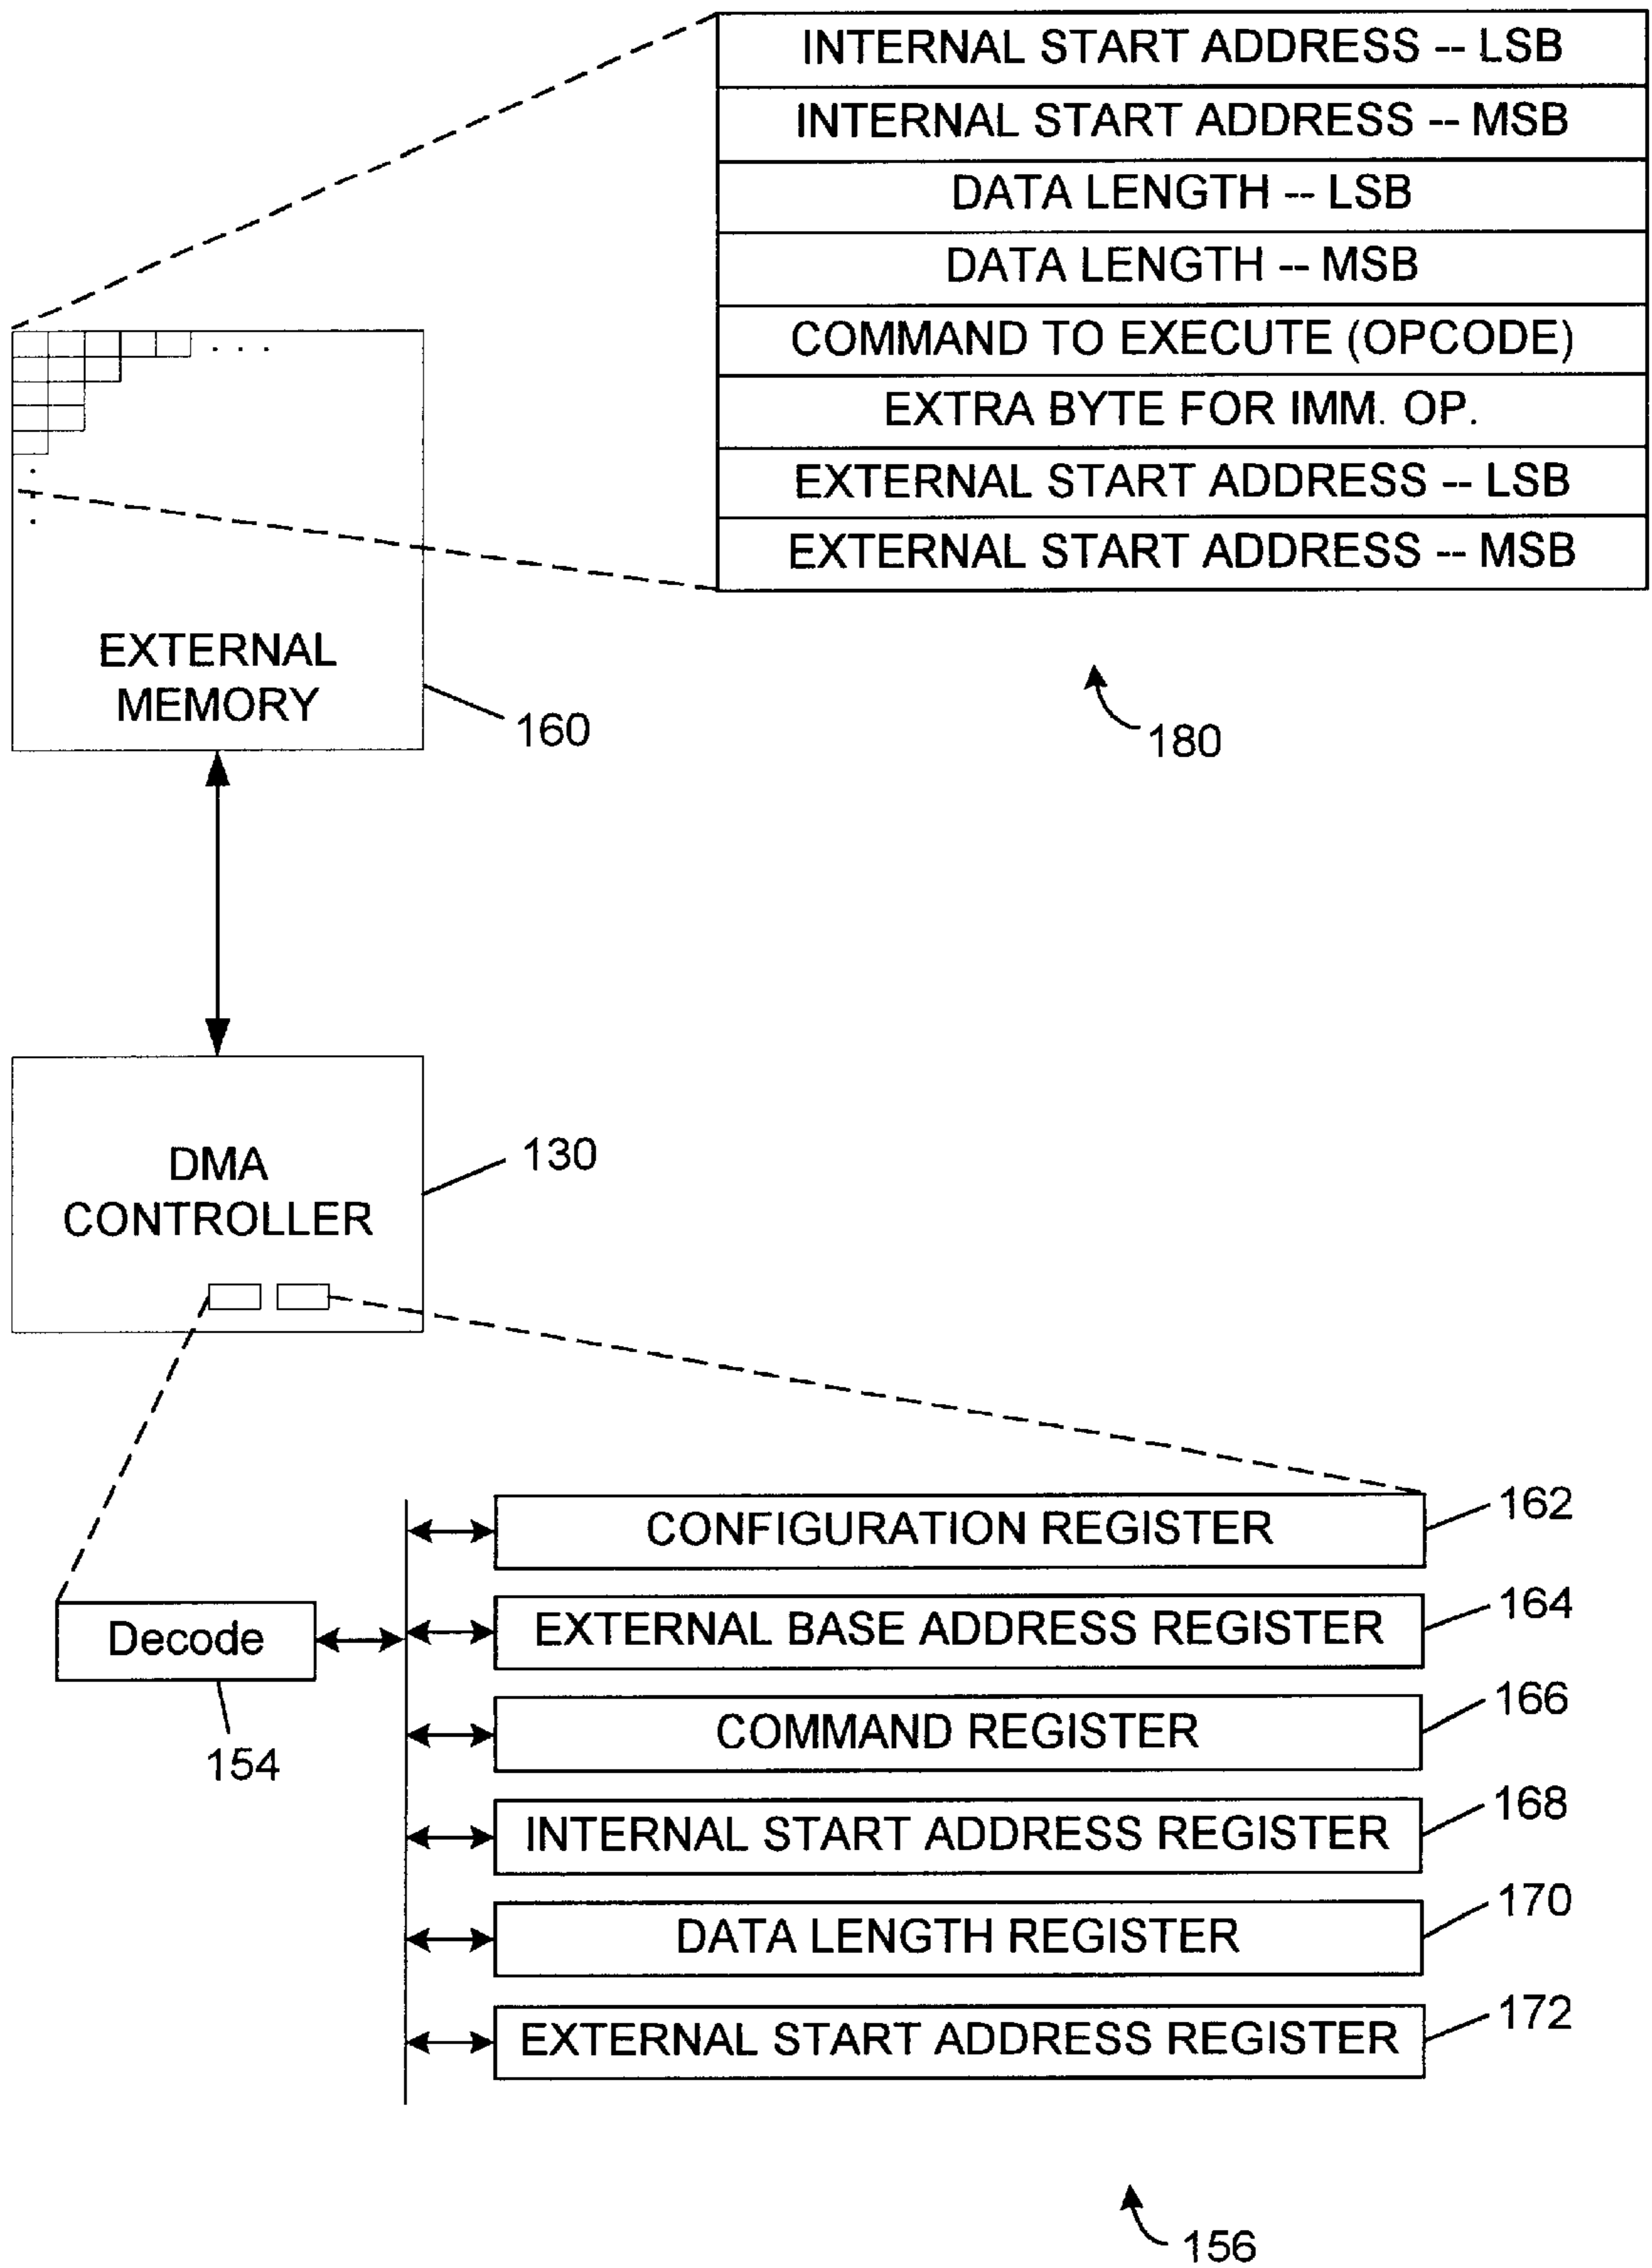 INTERNAL START ADDRESS -- LSB
INTERNAL START ADDRESS -- MSB
DATA LENGTH -- LSB
DATA LENGTH -- MSB
COMMAND TO EXECUTE (OPCODE)
EXTRA BYTE FOR IMM. OP.
EXTERNAL START ADDRESS -- LSB
EXTERNAL START ADDRESS -- MSB
180
EXTERNAL
MEMORY
160
DMA
CONTROLLER
130
Decode
154
CONFIGURATION REGISTER
162
EXTERNAL BASE ADDRESS REGISTER
164
COMMAND REGISTER
166
INTERNAL START ADDRESS REGISTER
168
DATA LENGTH REGISTER
170
EXTERNAL START ADDRESS REGISTER
172
156